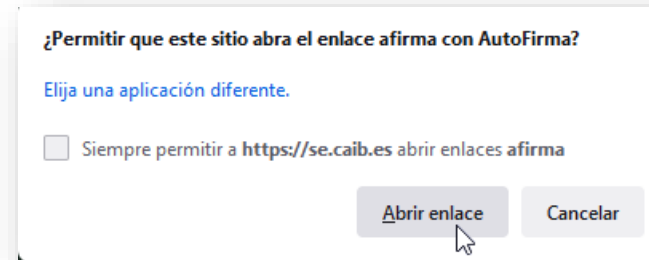 ¿Permitir que este sitio abra el enlace afirma con AutoFirma?
Elija una aplicación diferente.
Siempre permitir a https://se.caib.es abrir enlaces afirma
Abrir enlace
Cancelar